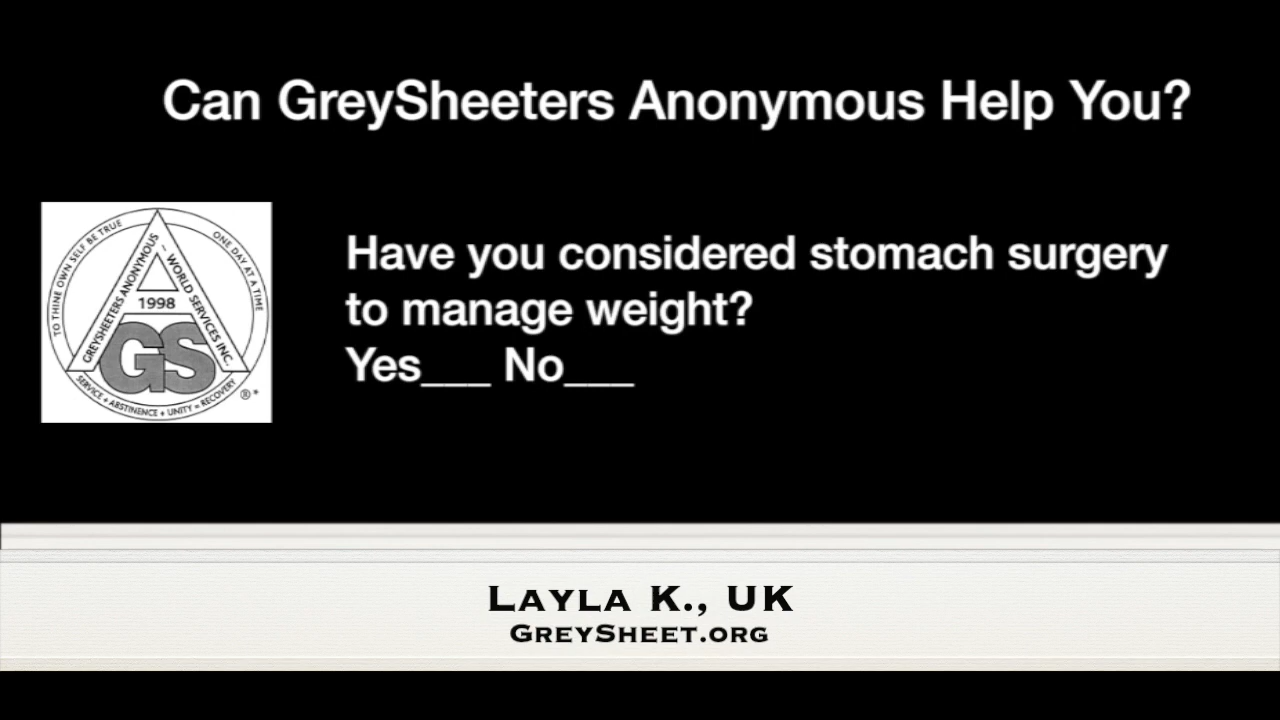 Can GreySheeters Anonymous Help You?
TO THINE OWN SELF BE TRUE
ONE DAY AT A TIME
GREYSHEETERS ANONYMOUS – WORLD SERVICES INC.
1998
GS
SERVICE + ABSTINENCE + UNITY = RECOVERY
®*
Have you considered stomach surgery
to manage weight?
Yes___ No___
LAYLA K., UK
GREYSHEET.ORG